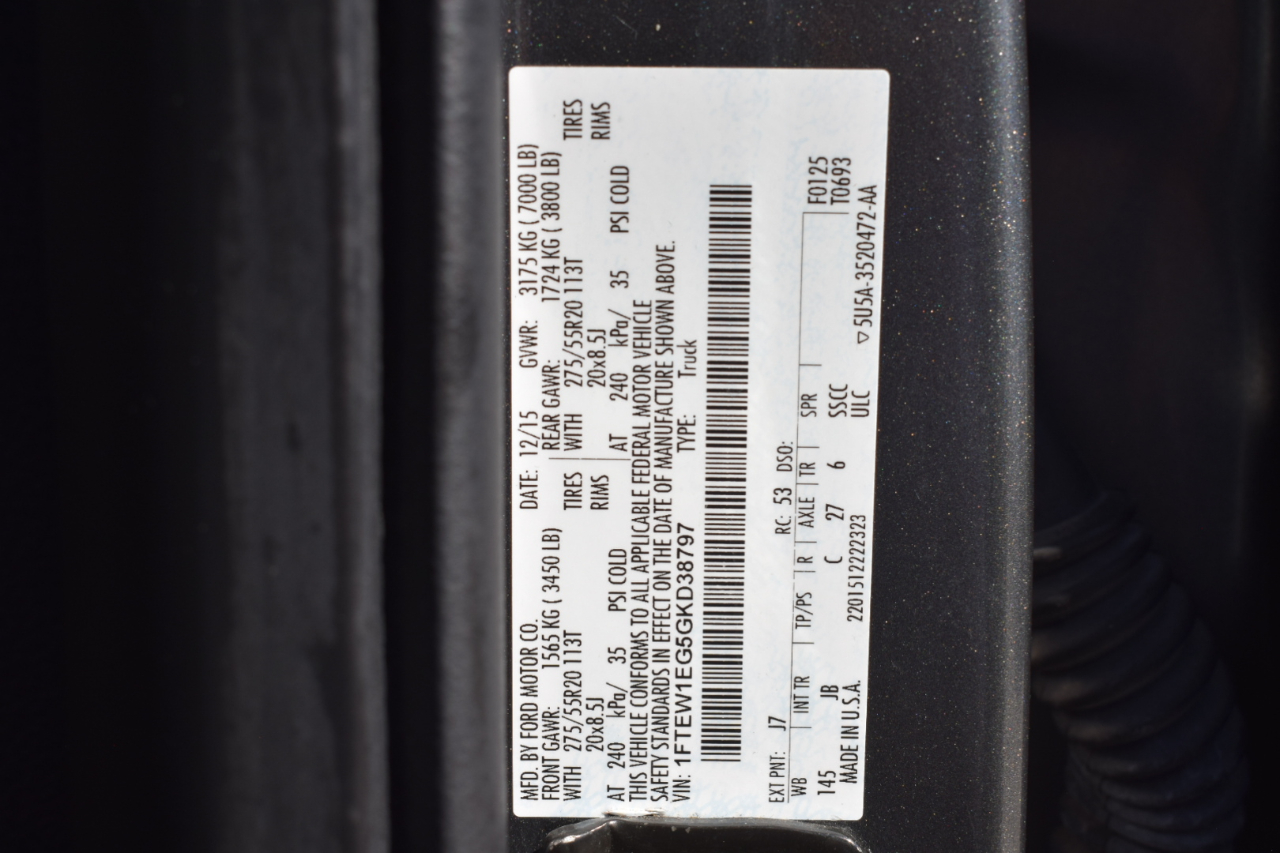 MFD. BY FORD MOTOR CO. DATE: 12/15 GVWR: 3175 KG ( 7000 LB)
FRONT GAWR: 1565 KG ( 3450 LB) REAR GAWR: 1724 KG ( 3800 LB)
WITH 275/55R20 113T TIRES WITH 275/55R20 113T TIRES
20x8.5J RIMS 20x8.5J RIMS
AT 240 kPa/ 35 PSI COLD AT 240 kPa/ 35 PSI COLD
THIS VEHICLE CONFORMS TO ALL APPLICABLE FEDERAL MOTOR VEHICLE
SAFETY STANDARDS IN EFFECT ON THE DATE OF MANUFACTURE SHOWN ABOVE.
VIN: 1FTEW1EG5GKD38797 TYPE: Truck
EXT PNT: J7 RC: 53 DSO:
WB INT TR TP/PS R AXLE TR SPR F0125
145 JB C 27 6 SSCC T0693
MADE IN U.S.A. 2201512222323 ULC ▽5U5A-3520472-AA